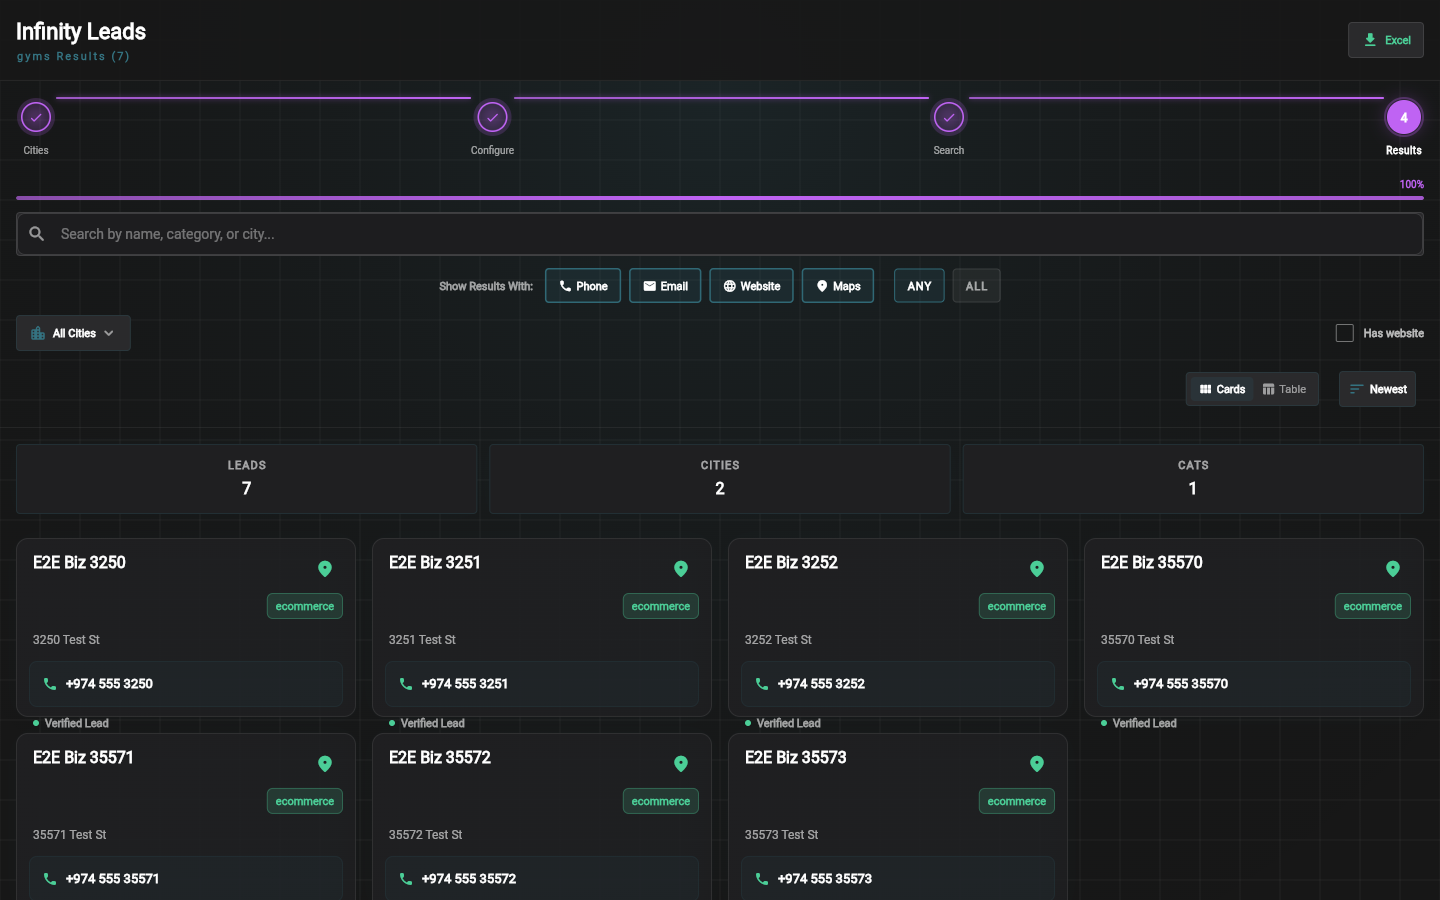 Infinity Leads
gyms Results (7)
Excel
4
Cities
Configure
Search
Results
100%
Search by name, category, or city...
Show Results With:
Phone
Email
Website
Maps
ANY
ALL
All Cities
Has website
Cards
Table
Newest
LEADS
7
CITIES
2
CATS
1
E2E Biz 3250
ecommerce
3250 Test St
+974 555 3250
Verified Lead
E2E Biz 3251
ecommerce
3251 Test St
+974 555 3251
Verified Lead
E2E Biz 3252
ecommerce
3252 Test St
+974 555 3252
Verified Lead
E2E Biz 35570
ecommerce
35570 Test St
+974 555 35570
Verified Lead
E2E Biz 35571
ecommerce
35571 Test St
+974 555 35571
E2E Biz 35572
ecommerce
35572 Test St
+974 555 35572
E2E Biz 35573
ecommerce
35573 Test St
+974 555 35573